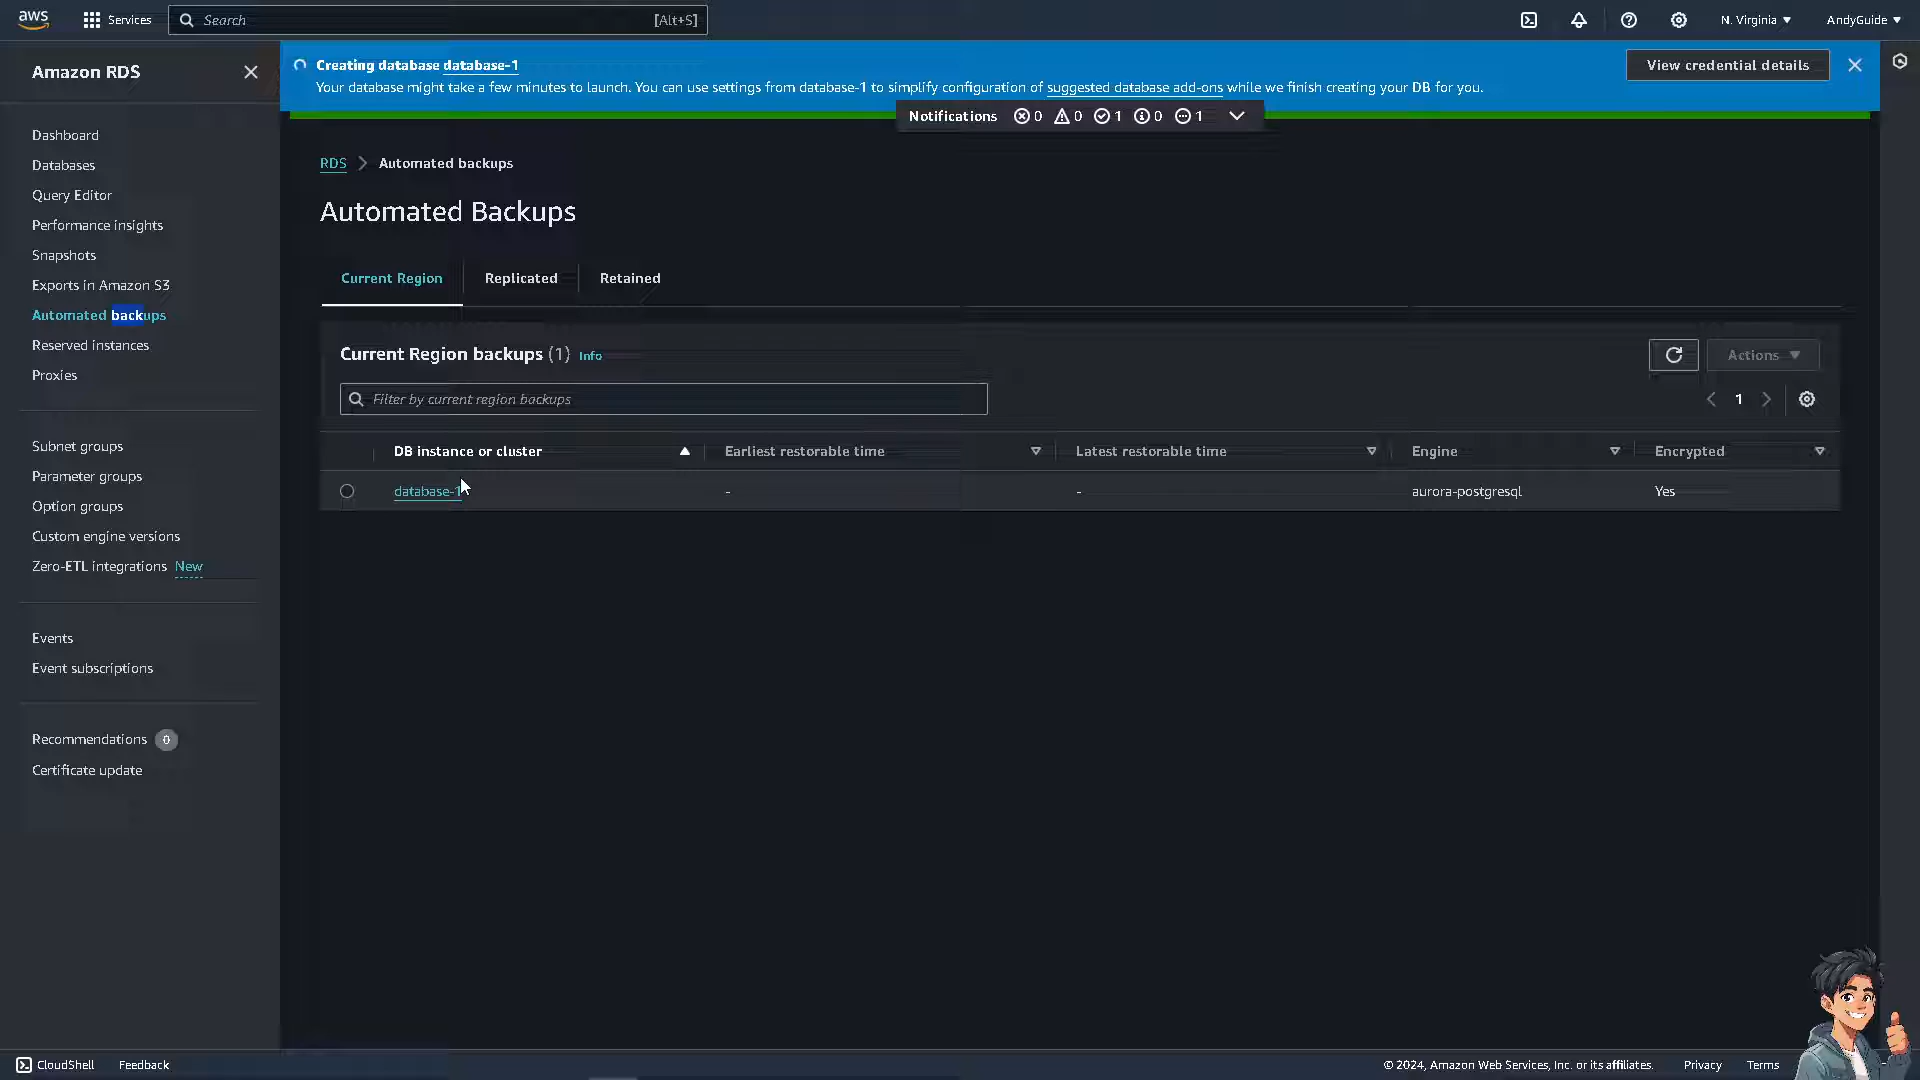 aws
Services
Search
[Alt+S]
N. Virginia
AndyGuide
Amazon RDS
Dashboard
Databases
Query Editor
Performance insights
Snapshots
Exports in Amazon S3
Automated backups
Reserved instances
Proxies
Subnet groups
Parameter groups
Option groups
Custom engine versions
Zero-ETL integrations New
Events
Event subscriptions
Recommendations 0
Certificate update
Creating database database-1
Your database might take a few minutes to launch. You can use settings from database-1 to simplify configuration of suggested database add-ons while we finish creating your DB for you.
View credential details
Notifications 0 0 1 0 1
RDS Automated backups
Automated Backups
Current Region Replicated Retained
Current Region backups (1) Info
Actions
Filter by current region backups
1
DB instance or cluster Earliest restorable time Latest restorable time Engine Encrypted
database-1 - - aurora-postgresql Yes
CloudShell Feedback
© 2024, Amazon Web Services, Inc. or its affiliates. Privacy Terms